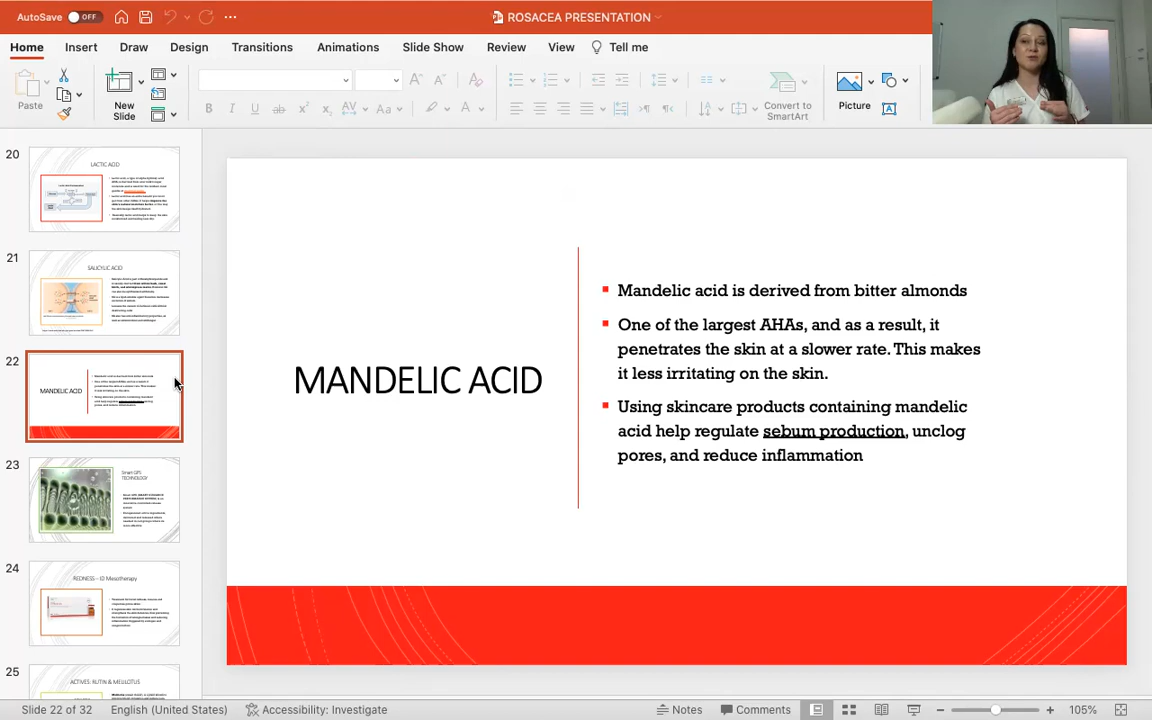 AutoSave OFF ROSACEA PRESENTATION
Home Insert Draw Design Transitions Animations Slide Show Review View Tell me
Paste
New
Slide
Convert to
SmartArt
Picture
20
LACTIC ACID
21
SALICYLIC ACID
22
MANDELIC ACID
23
Smart GPS
TECHNOLOGY
24
REDNESS – ID Mesotherapy
25
ACTIVES: RUTIN & MELILOTUS
MANDELIC ACID
Mandelic acid is derived from bitter almonds
One of the largest AHAs, and as a result, it
penetrates the skin at a slower rate. This makes
it less irritating on the skin.
Using skincare products containing mandelic
acid help regulate sebum production, unclog
pores, and reduce inflammation
Slide 22 of 32 English (United States) Accessibility: Investigate Notes Comments 105%